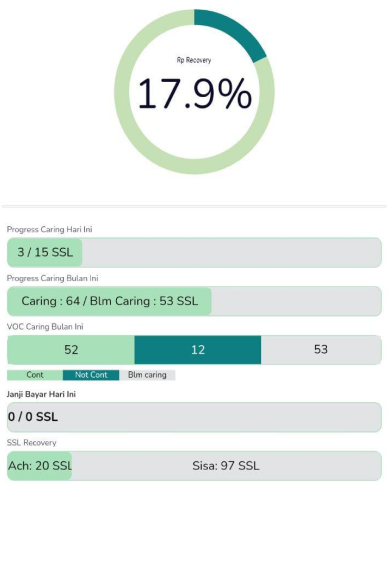 Rp Recovery
17.9%
Progress Caring Hari Ini
3 / 15 SSL
Progress Caring Bulan Ini
Caring : 64 / Blm Caring : 53 SSL
VOC Caring Bulan Ini
52 12 53
Cont Not Cont Blm caring
Janji Bayar Hari Ini
0 / 0 SSL
SSL Recovery
Ach: 20 SSL Sisa: 97 SSL